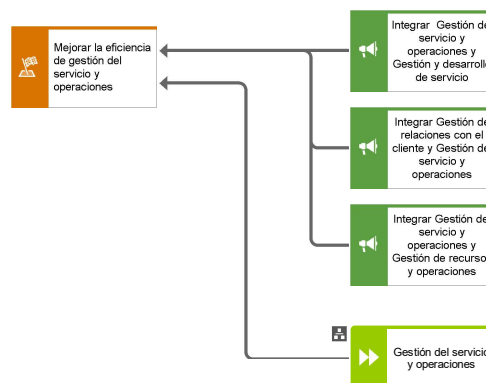 Mejorar la eficiencia
de gestión del
servicio y
operaciones
Integrar Gestión de
servicio y
operaciones y
Gestión y desarroll
de servicio
Integrar Gestión de
relaciones con el
cliente y Gestión de
servicio y
operaciones
Integrar Gestión de
servicio y
operaciones y
Gestión de recurso
y operaciones
Gestión del servicio
y operaciones